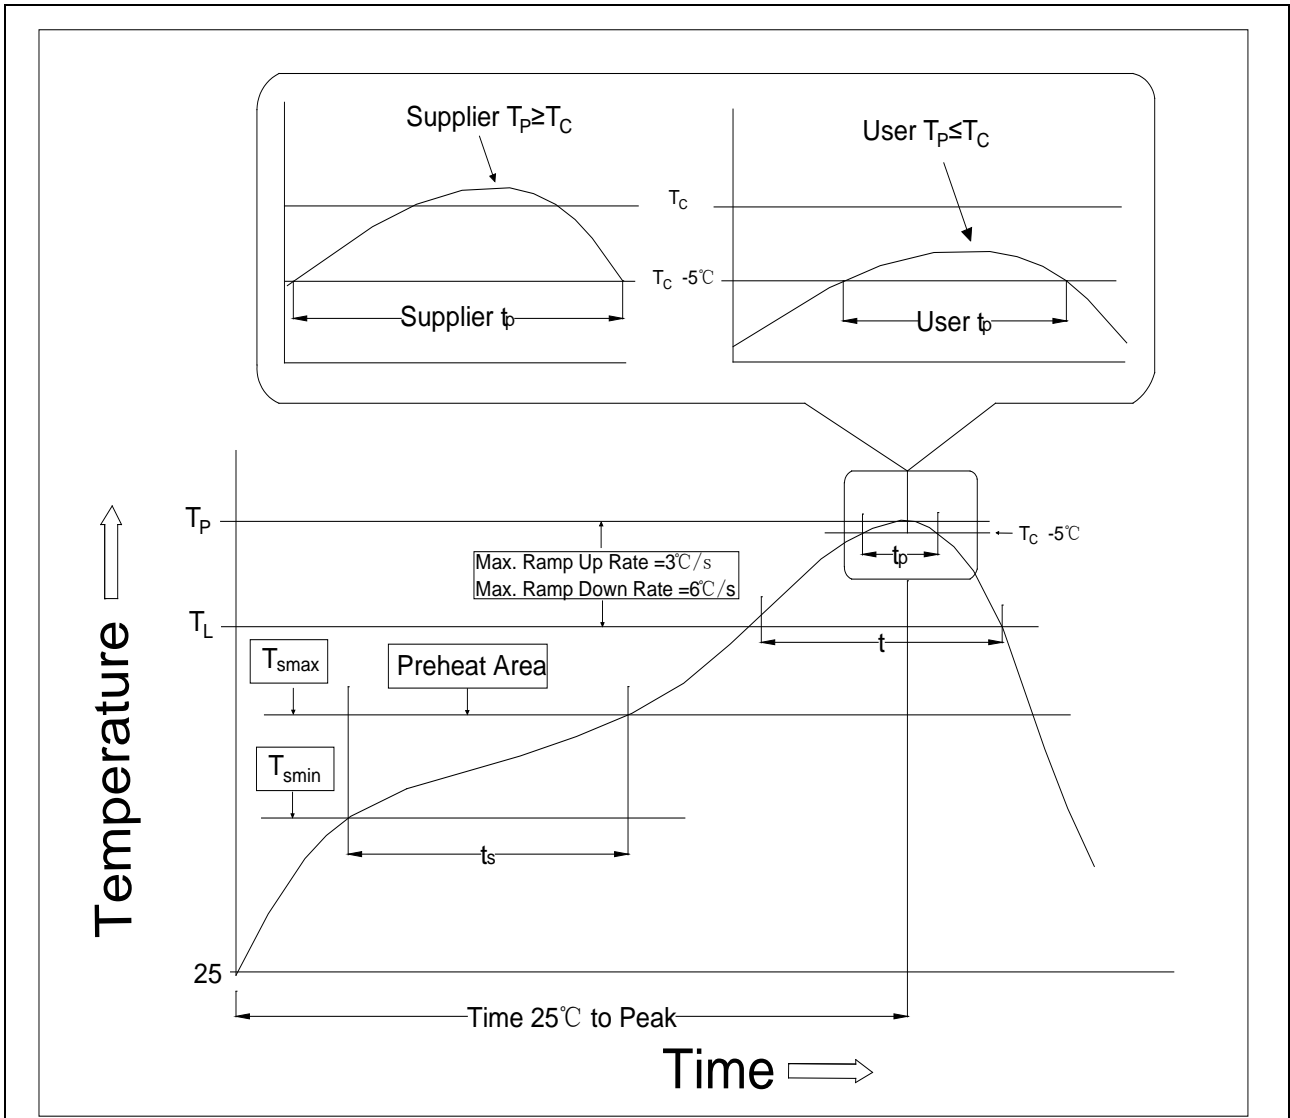 Supplier TP≥TC
User TP≤TC
TC
TC -5℃
Supplier tp
User tp
TP
TC -5℃
tp
Max. Ramp Up Rate =3℃/s
Max. Ramp Down Rate =6℃/s
TL
t
Tsmax
Preheat Area
Tsmin
ts
Temperature
25
Time 25℃ to Peak
Time